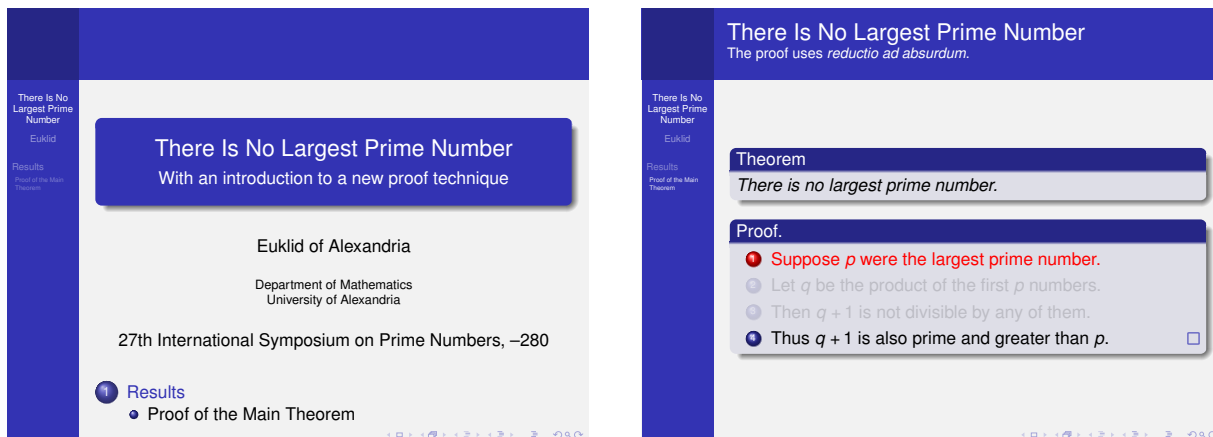 There Is No
Largest Prime
Number
Euklid
Results
Proof of the Main
Theorem
There Is No Largest Prime Number
With an introduction to a new proof technique
Euklid of Alexandria
Department of Mathematics
University of Alexandria
27th International Symposium on Prime Numbers, –280
1 Results
Proof of the Main Theorem
There Is No Largest Prime Number
The proof uses reductio ad absurdum.
There Is No
Largest Prime
Number
Euklid
Results
Proof of the Main
Theorem
Theorem
There is no largest prime number.
Proof.
1 Suppose p were the largest prime number.
2 Let q be the product of the first p numbers.
3 Then q + 1 is not divisible by any of them.
4 Thus q + 1 is also prime and greater than p. □